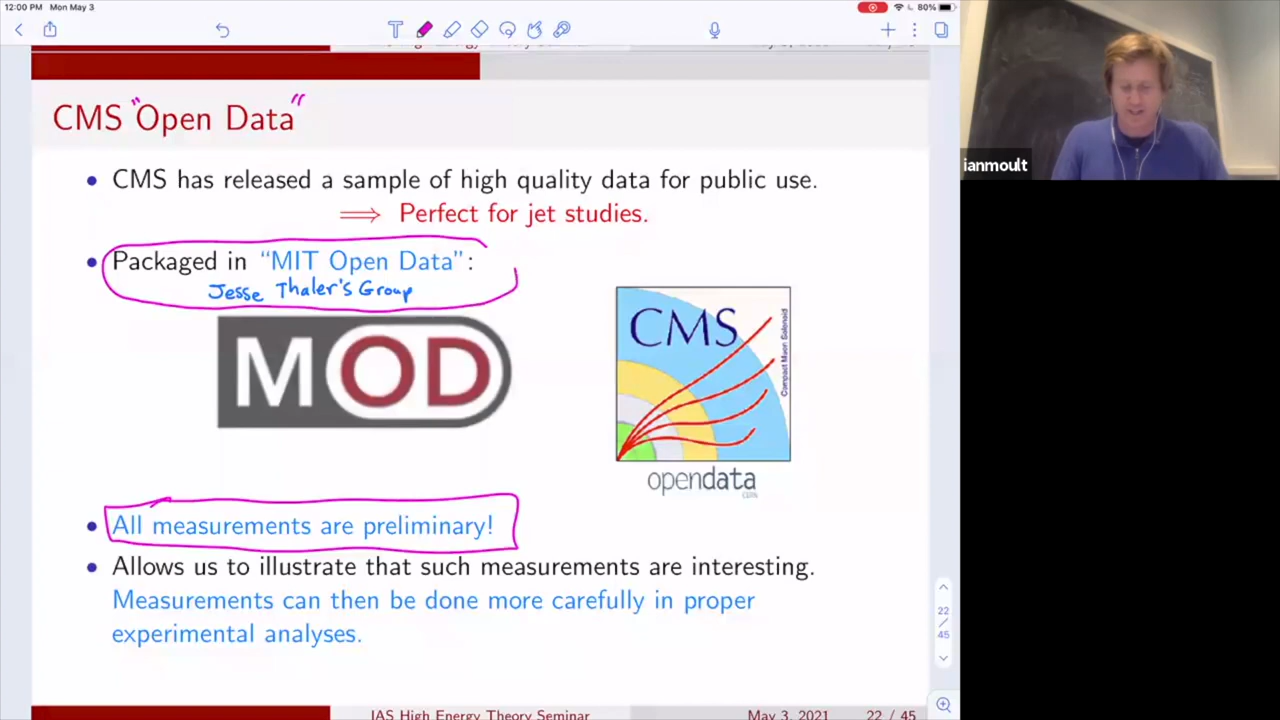 12:00 PM Mon May 3
80%
CMS "Open Data"
ianmoult
• CMS has released a sample of high quality data for public use.
⟹ Perfect for jet studies.
• Packaged in “MIT Open Data”:
Jesse Thaler's Group
MOD
CMS
Compact Muon Solenoid
opendata
CERN
• All measurements are preliminary!
• Allows us to illustrate that such measurements are interesting.
Measurements can then be done more carefully in proper
experimental analyses.
22
/
45
IAS High Energy Theory Seminar
May 3, 2021
22 / 45